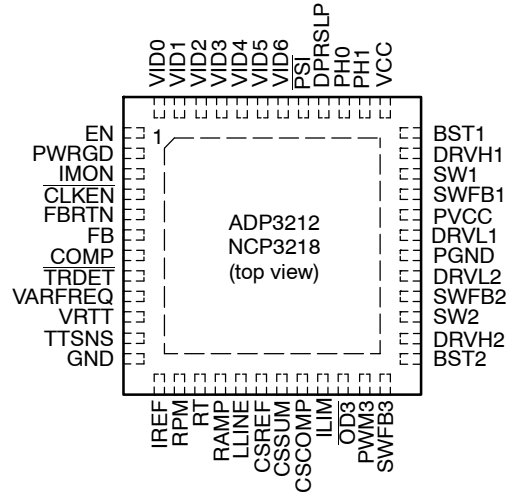 VID0
VID1
VID2
VID3
VID4
VID5
VID6
PSI
DPRSLP
PH0
PH1
VCC
EN
PWRGD
IMON
CLKEN
FBRTN
FB
COMP
TRDET
VARFREQ
VRTT
TTSNS
GND
1
ADP3212
NCP3218
(top view)
BST1
DRVH1
SW1
SWFB1
PVCC
DRVL1
PGND
DRVL2
SWFB2
SW2
DRVH2
BST2
IREF
RPM
RT
RAMP
LLINE
CSREF
CSSUM
CSCOMP
ILIM
OD3
PWM3
SWFB3